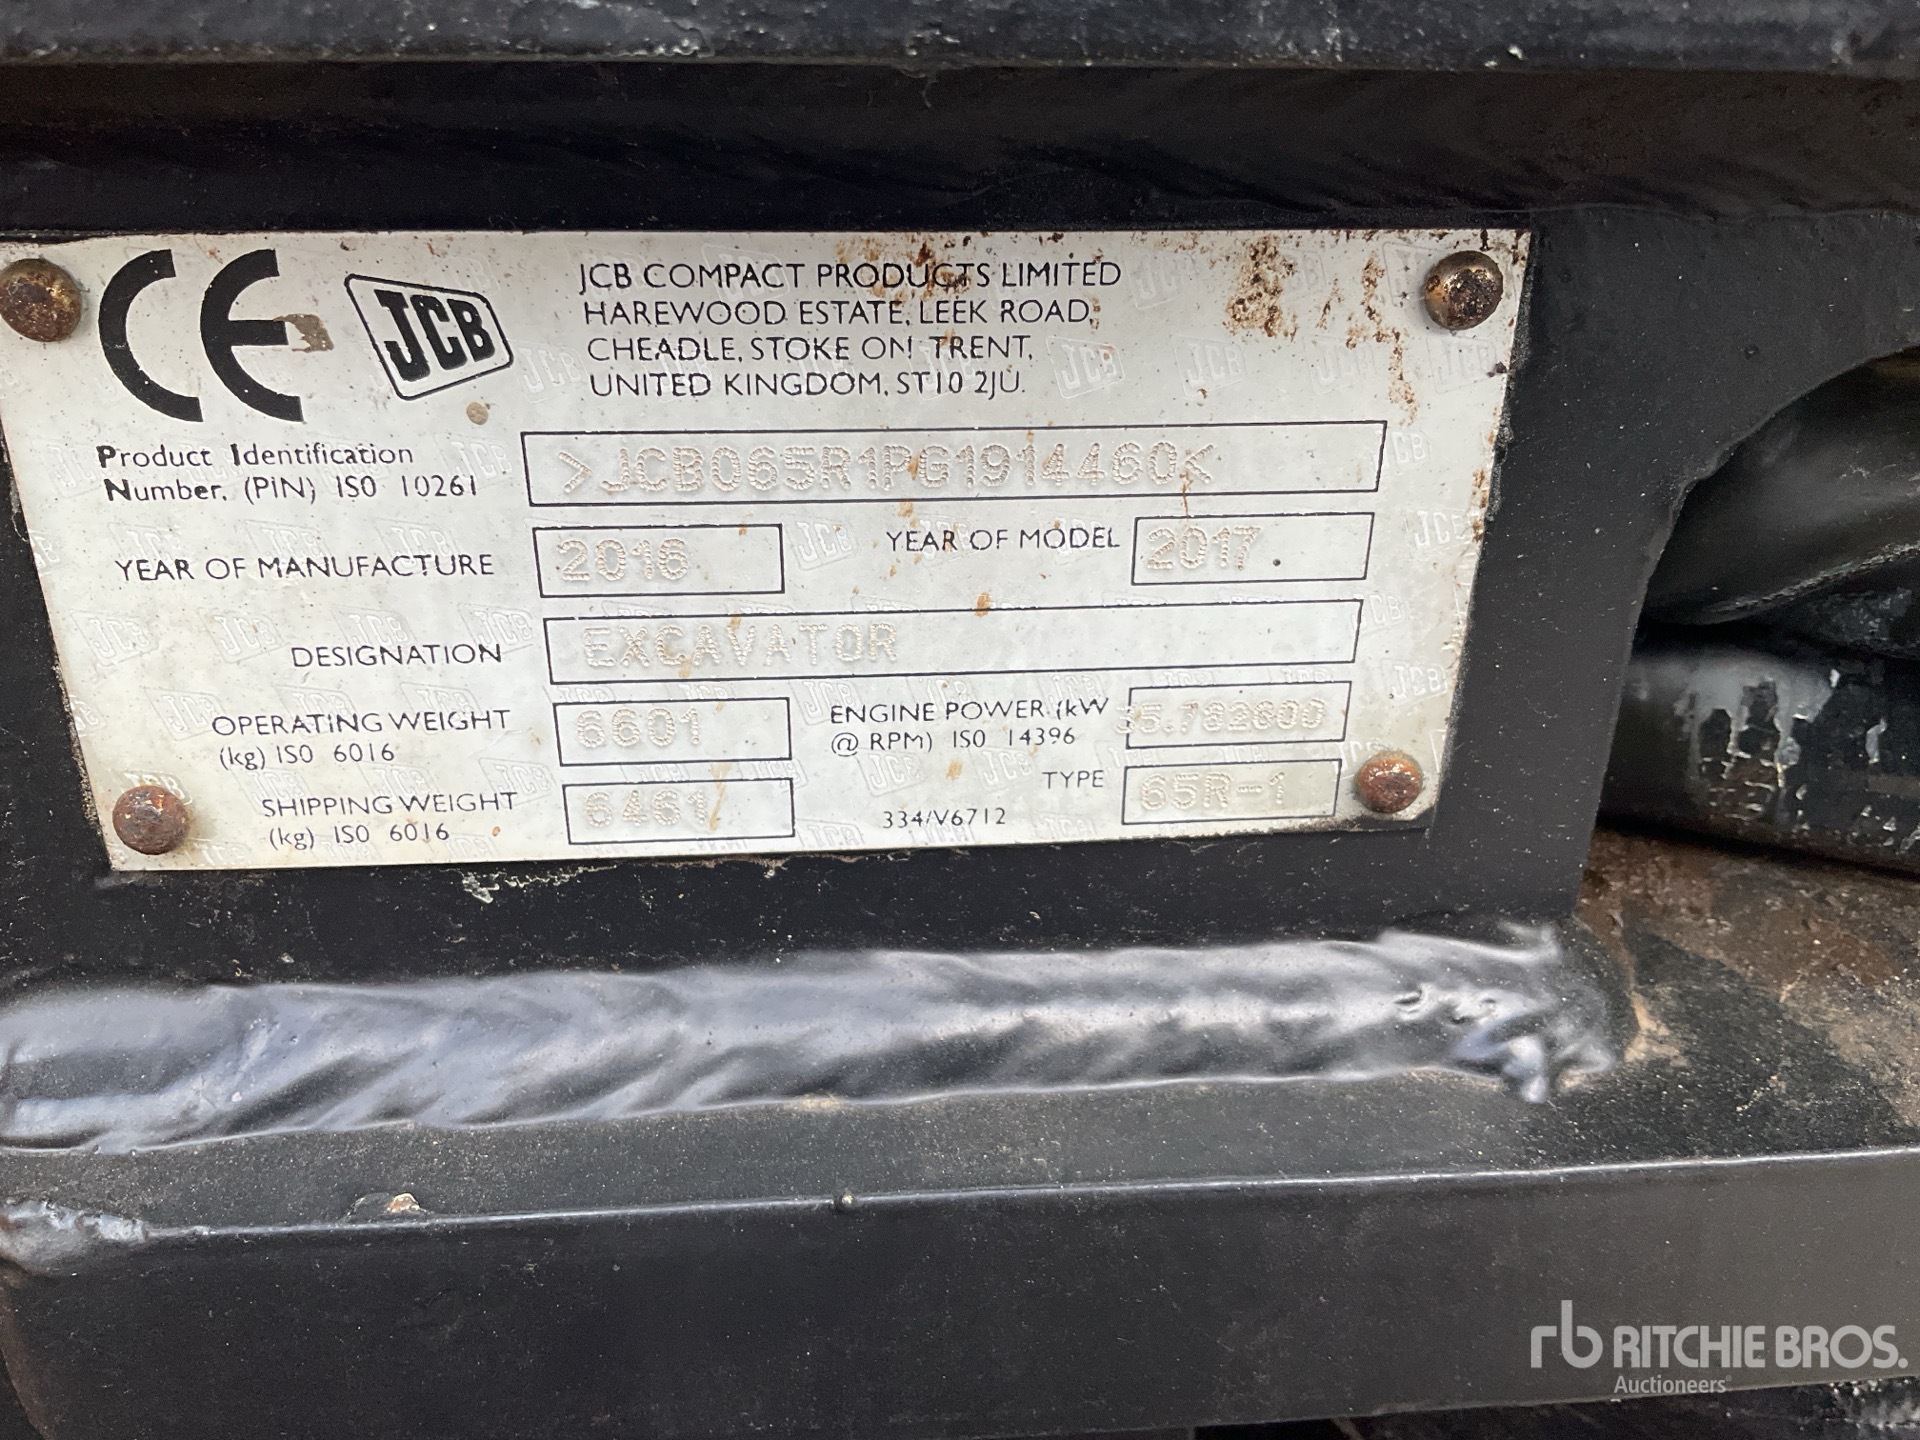 CE JCB
JCB COMPACT PRODUCTS LIMITED
HAREWOOD ESTATE, LEEK ROAD,
CHEADLE, STOKE ON TRENT,
UNITED KINGDOM, ST10 2JU.
Product Identification
Number, (PIN) ISO 10261
>JCB065R1PG1914460<
YEAR OF MANUFACTURE 2016 YEAR OF MODEL 2017
DESIGNATION EXCAVATOR
OPERATING WEIGHT
(kg) ISO 6016
6601
ENGINE POWER (kW
@ RPM) ISO 14396
SHIPPING WEIGHT
(kg) ISO 6016
6461
334/V6712
TYPE 65R-1
rb RITCHIE BROS.
Auctioneers